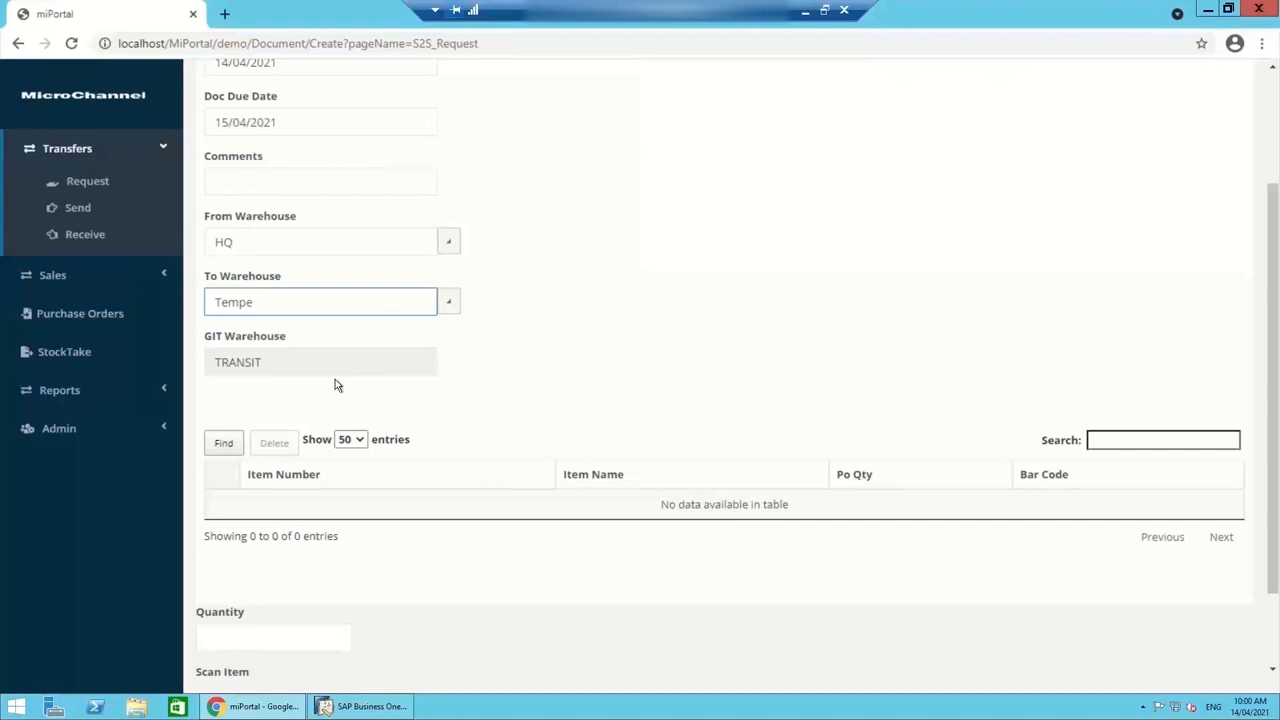 miPortal
localhost/MiPortal/demo/Document/Create?pageName=S2S_Request
MicroChannel
Transfers
Request
Send
Receive
Sales
Purchase Orders
StockTake
Reports
Admin
14/04/2021
Doc Due Date
15/04/2021
Comments
From Warehouse
HQ
To Warehouse
Tempe
GIT Warehouse
TRANSIT
Find Delete Show 50 entries Search:
Item Number Item Name Po Qty Bar Code
No data available in table
Showing 0 to 0 of 0 entries Previous Next
Quantity
Scan Item
miPortal - Google... SAP Business One... ENG 10:00 AM
14/04/2021